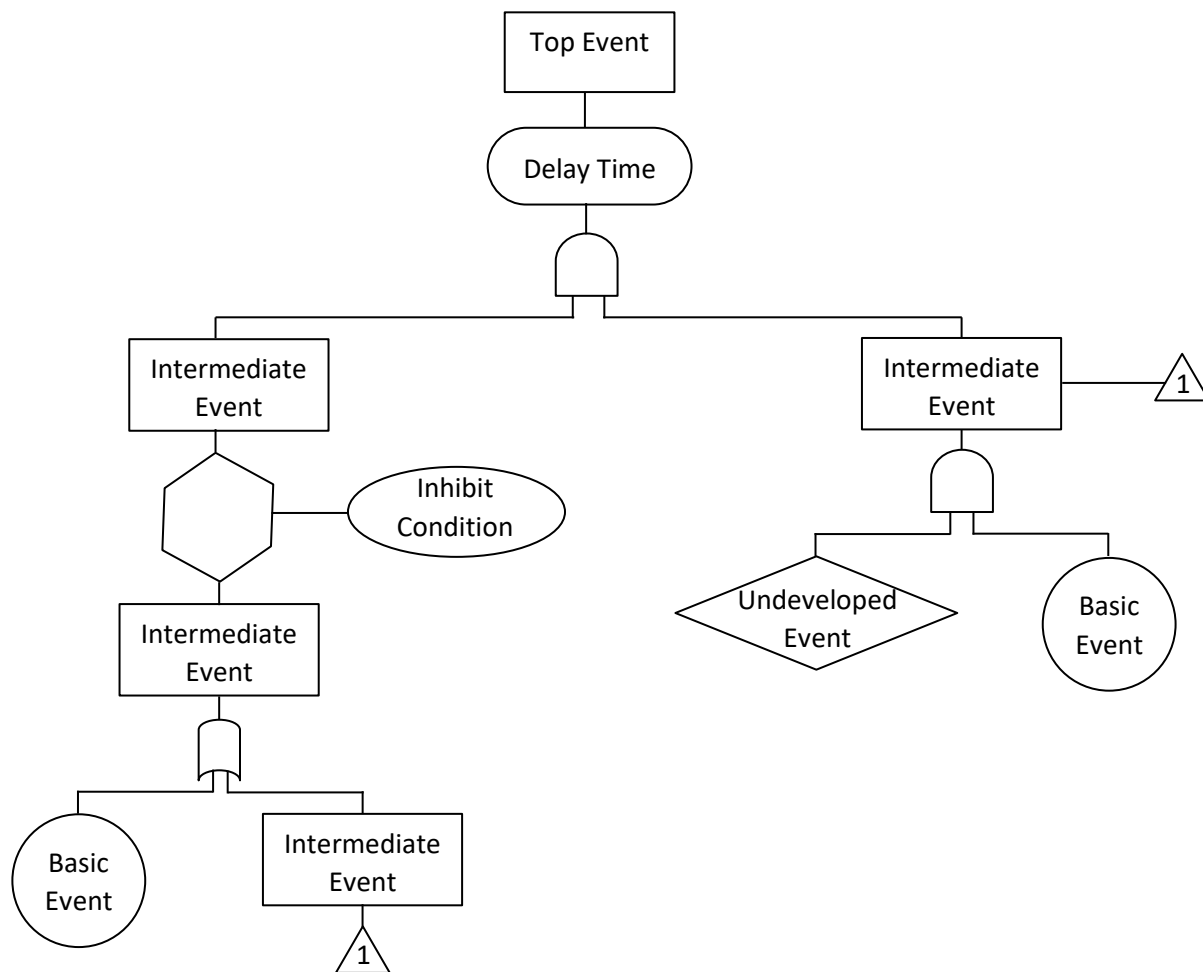 Top Event
Delay Time
Intermediate
Event
Intermediate
Event
1
Inhibit
Condition
Undeveloped
Event
Basic
Event
Intermediate
Event
Basic
Event
Intermediate
Event
1